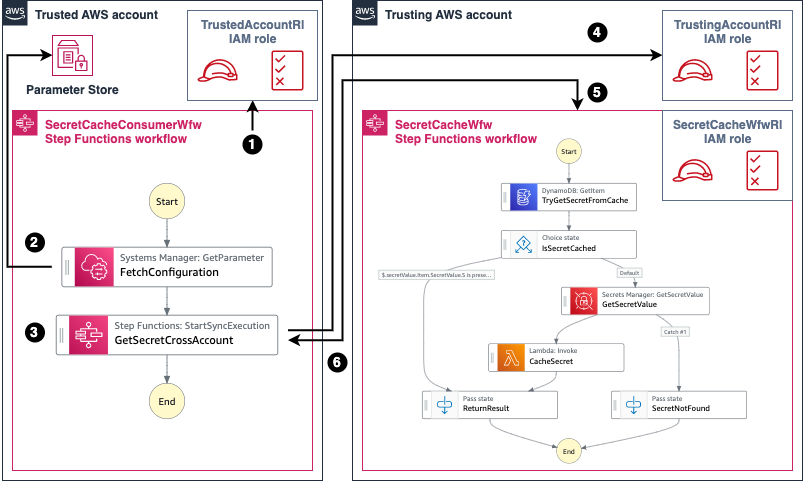 aws
Trusted AWS account
Parameter Store
TrustedAccountRl
IAM role
1
SecretCacheConsumerWfw
Step Functions workflow
Start
2
Systems Manager: GetParameter
FetchConfiguration
3
Step Functions: StartSyncExecution
GetSecretCrossAccount
End
aws
Trusting AWS account
4
TrustingAccountRl
IAM role
5
SecretCacheWfw
Step Functions workflow
SecretCacheWfwRl
IAM role
Start
DynamoDB: GetItem
TryGetSecretFromCache
Choice state
IsSecretCached
$.secretValue.Item.SecretValue.S is prese...
Default
Secrets Manager: GetSecretValue
GetSecretValue
Catch #1
6
Lambda: Invoke
CacheSecret
Pass state
ReturnResult
Pass state
SecretNotFound
End